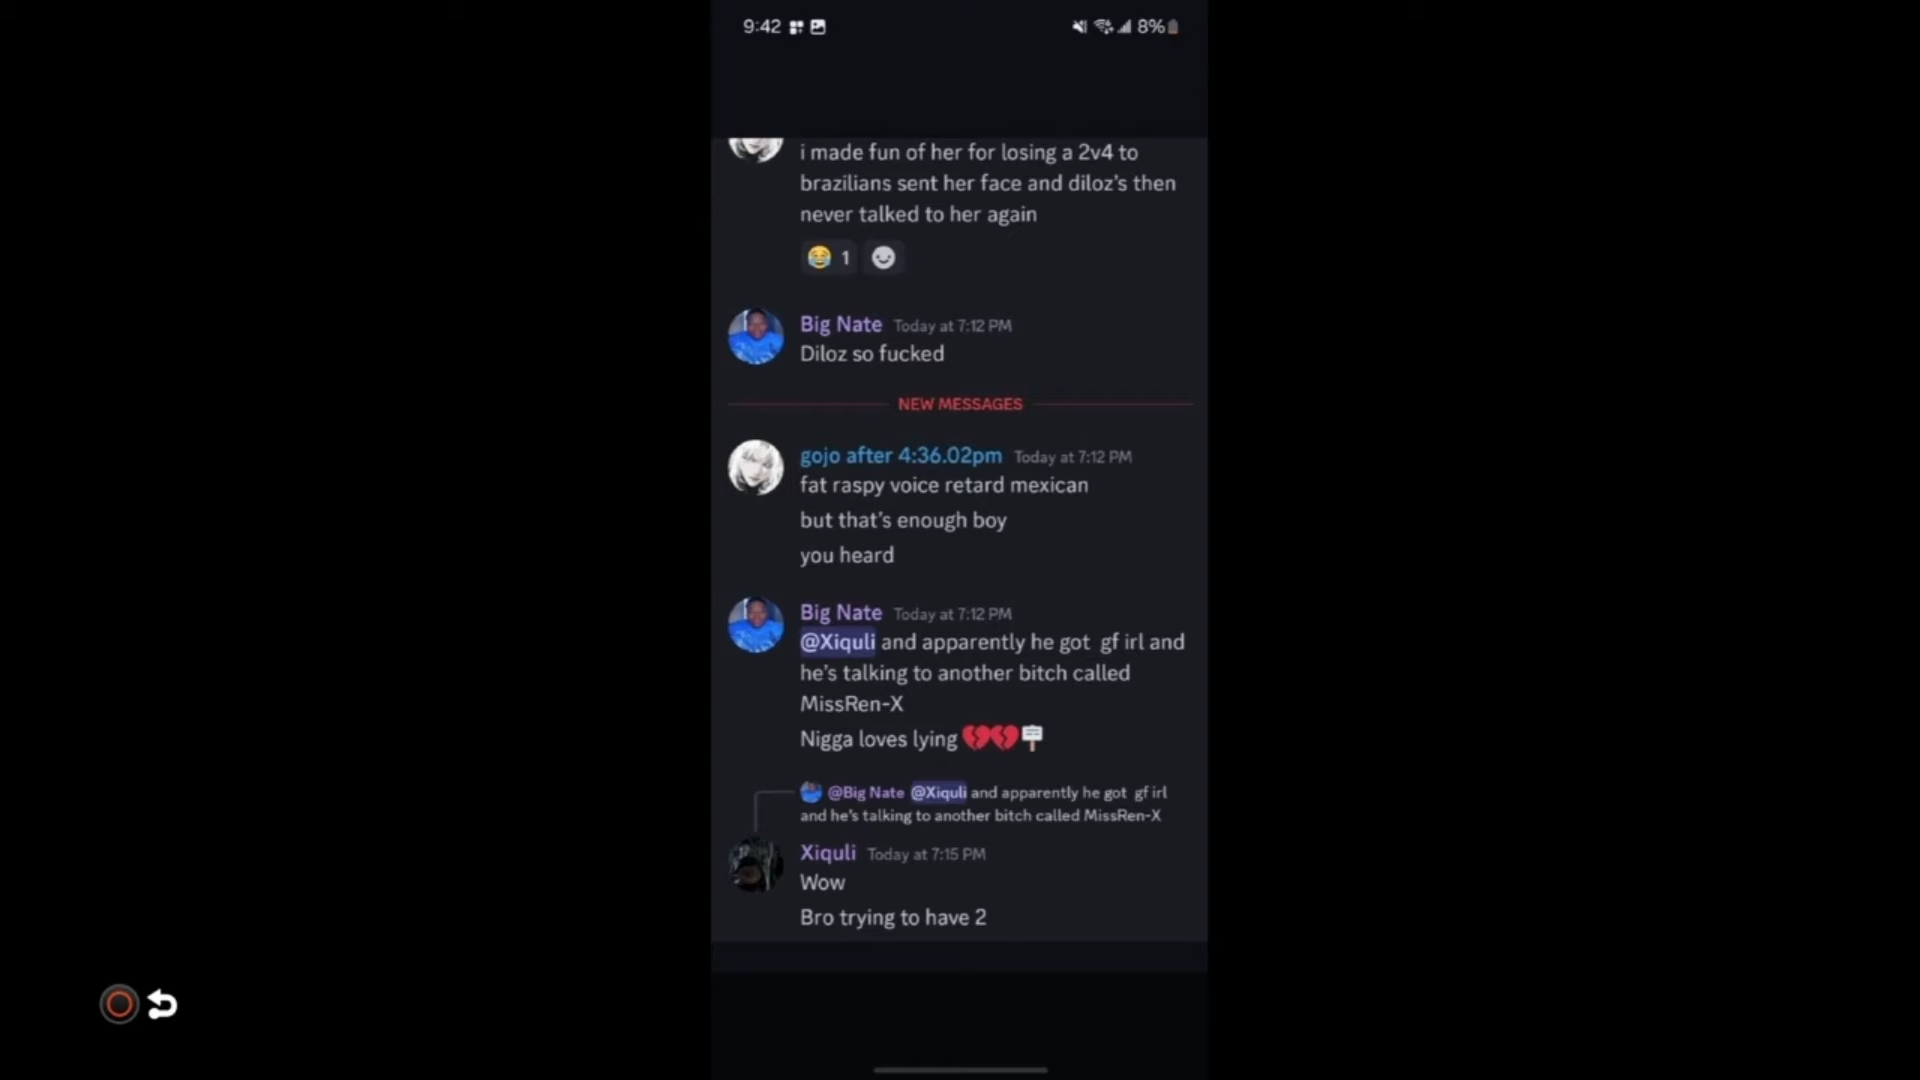 9:42 8%
i made fun of her for losing a 2v4 to
brazilians sent her face and diloz's then
never talked to her again
😂 1
Big Nate Today at 7:12 PM
Diloz so fucked
NEW MESSAGES
gojo after 4:36.02pm Today at 7:12 PM
fat raspy voice retard mexican
but that's enough boy
you heard
Big Nate Today at 7:12 PM
@Xiquli and apparently he got gf irl and
he's talking to another bitch called
MissRen-X
Nigga loves lying 💔💔🪧
@Big Nate @Xiquli and apparently he got gf irl
and he's talking to another bitch called MissRen-X
Xiquli Today at 7:15 PM
Wow
Bro trying to have 2